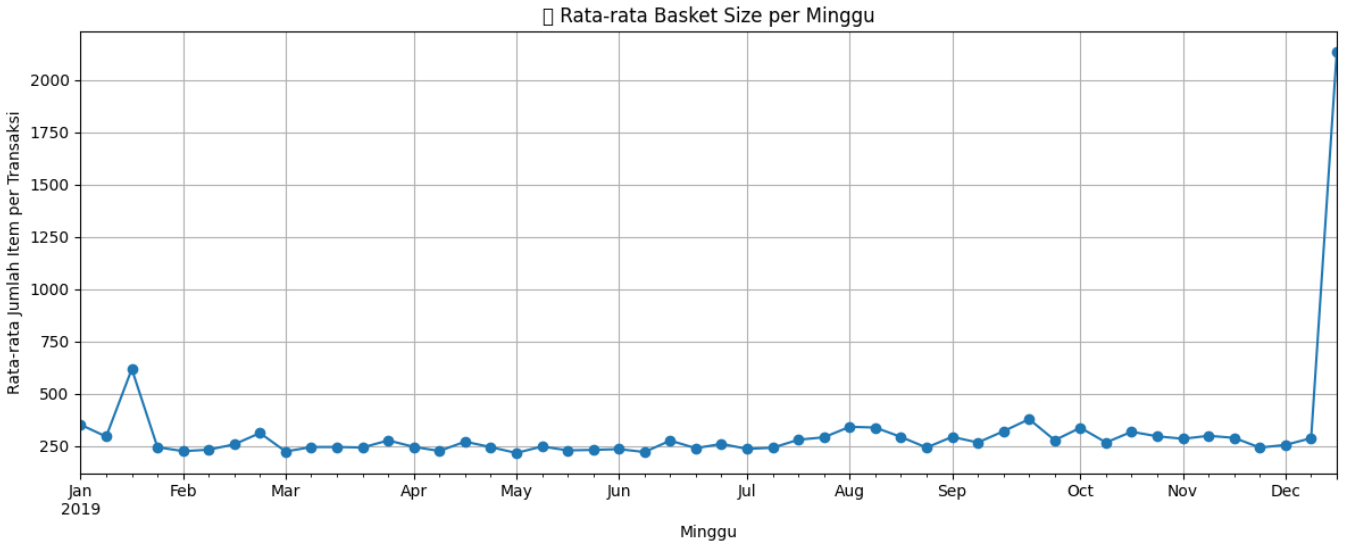 Rata-rata Basket Size per Minggu
Rata-rata Jumlah Item per Transaksi
2000
1750
1500
1250
1000
750
500
250
Jan Feb Mar Apr May Jun Jul Aug Sep Oct Nov Dec
2019
Minggu